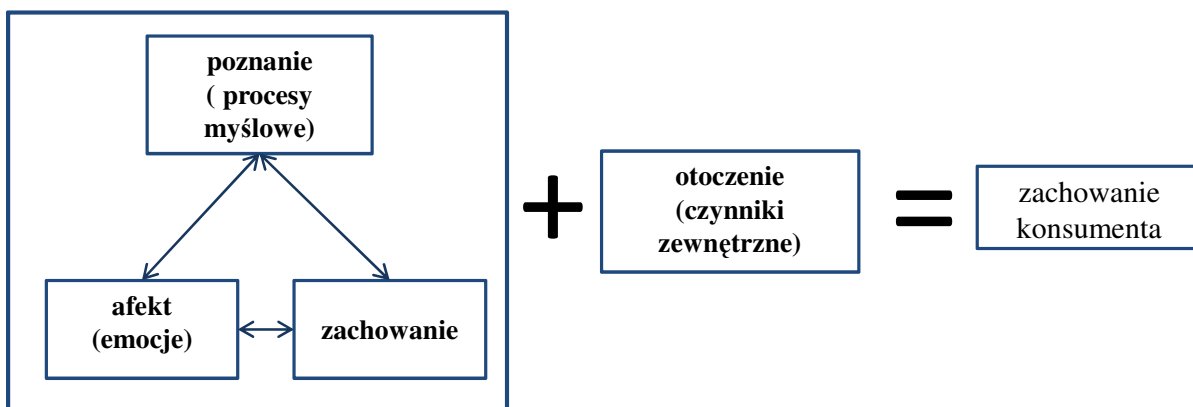 poznanie
( procesy
myślowe)
afekt
(emocje)
zachowanie
+
otoczenie
(czynniki
zewnętrzne)
=
zachowanie
konsumenta